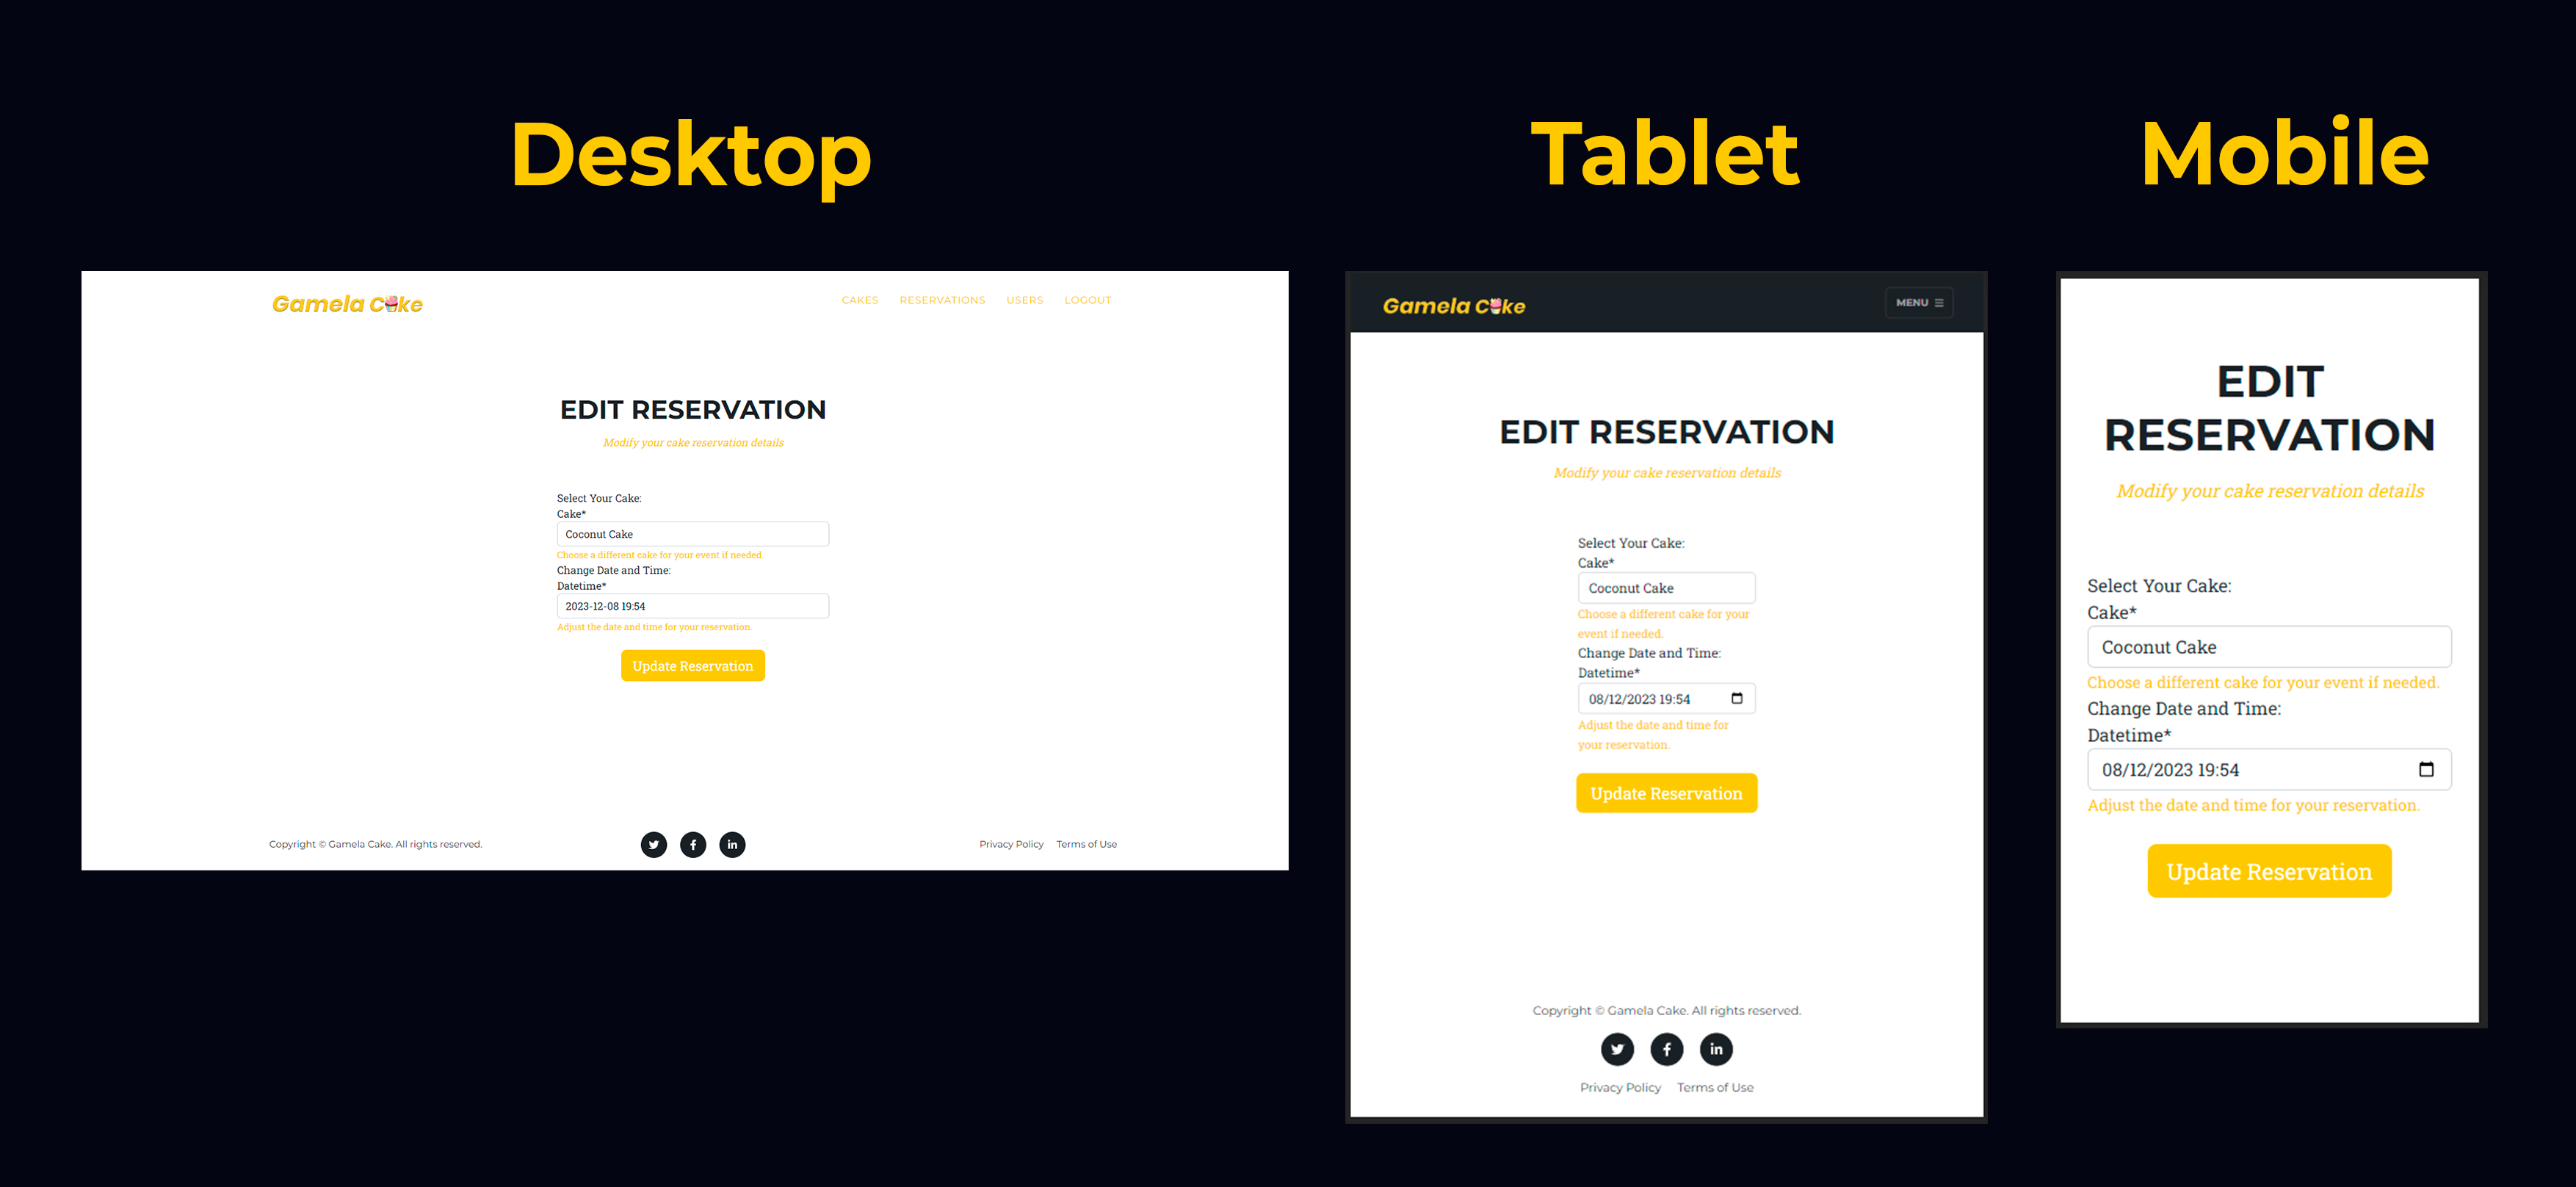 Desktop
Tablet
Mobile
Gamela Cake
CAKES RESERVATIONS USERS LOGOUT
EDIT RESERVATION
Modify your cake reservation details
Select Your Cake:
Cake*
Coconut Cake
Choose a different cake for your event if needed.
Change Date and Time:
Datetime*
2023-12-08 19:54
Adjust the date and time for your reservation.
Update Reservation
Copyright © Gamela Cake. All rights reserved.
Privacy Policy Terms of Use
Gamela Cake
MENU
EDIT RESERVATION
Modify your cake reservation details
Select Your Cake:
Cake*
Coconut Cake
Choose a different cake for your
event if needed.
Change Date and Time:
Datetime*
08/12/2023 19:54
Adjust the date and time for
your reservation.
Update Reservation
Copyright © Gamela Cake. All rights reserved.
Privacy Policy Terms of Use
EDIT
RESERVATION
Modify your cake reservation details
Select Your Cake:
Cake*
Coconut Cake
Choose a different cake for your event if needed.
Change Date and Time:
Datetime*
08/12/2023 19:54
Adjust the date and time for your reservation.
Update Reservation